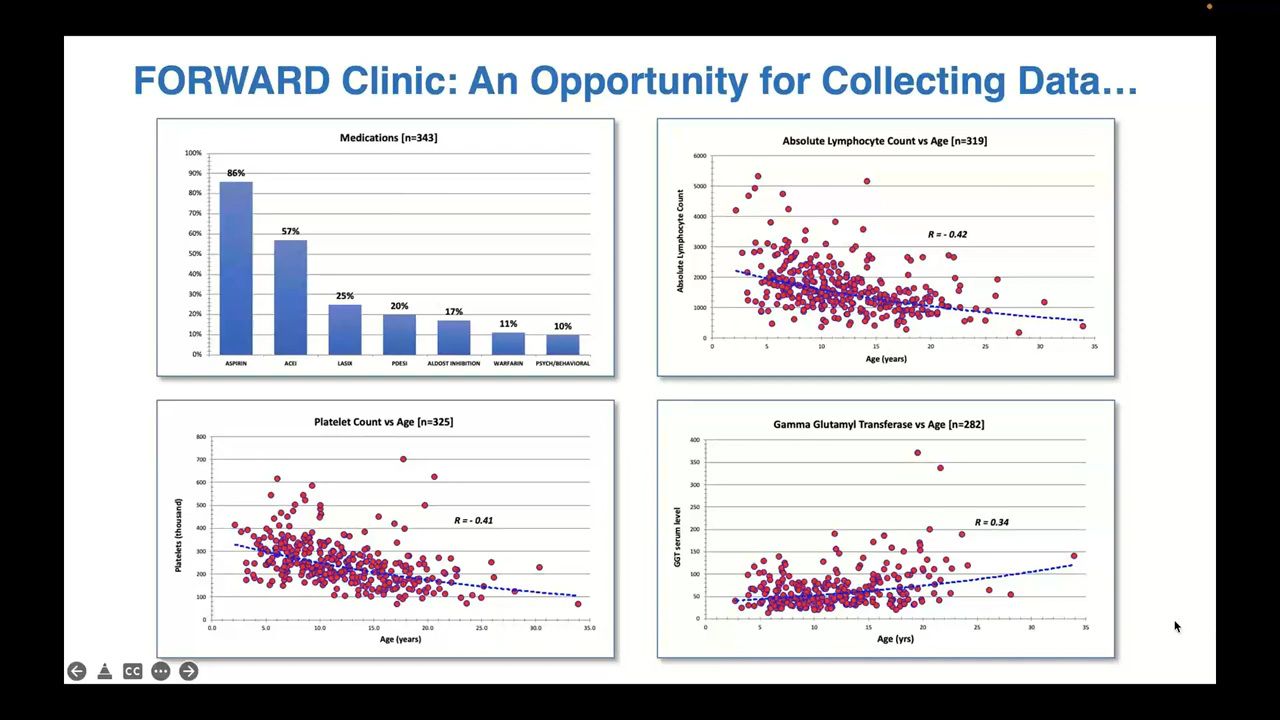 FORWARD Clinic: An Opportunity for Collecting Data…
Medications [n=343]
100%
90%
80%
70%
60%
50%
40%
30%
20%
10%
0%
86%
57%
25%
20%
17%
11%
10%
ASPIRIN
ACEI
LASIX
PDE5I
ALDOST INHIBITION
WARFARIN
PSYCH/BEHAVIORAL
Absolute Lymphocyte Count vs Age [n=319]
Absolute Lymphocyte Count
6000
5000
4000
3000
2000
1000
0
R = - 0.42
0 5 10 15 20 25 30 35
Age (years)
Platelet Count vs Age [n=325]
Platelets (thousand)
800
700
600
500
400
300
200
100
0
R = - 0.41
0.0 5.0 10.0 15.0 20.0 25.0 30.0 35.0
Age (years)
Gamma Glutamyl Transferase vs Age [n=282]
GGT serum level
400
350
300
250
200
150
100
50
0
R = 0.34
0 5 10 15 20 25 30 35
Age (yrs)
CC